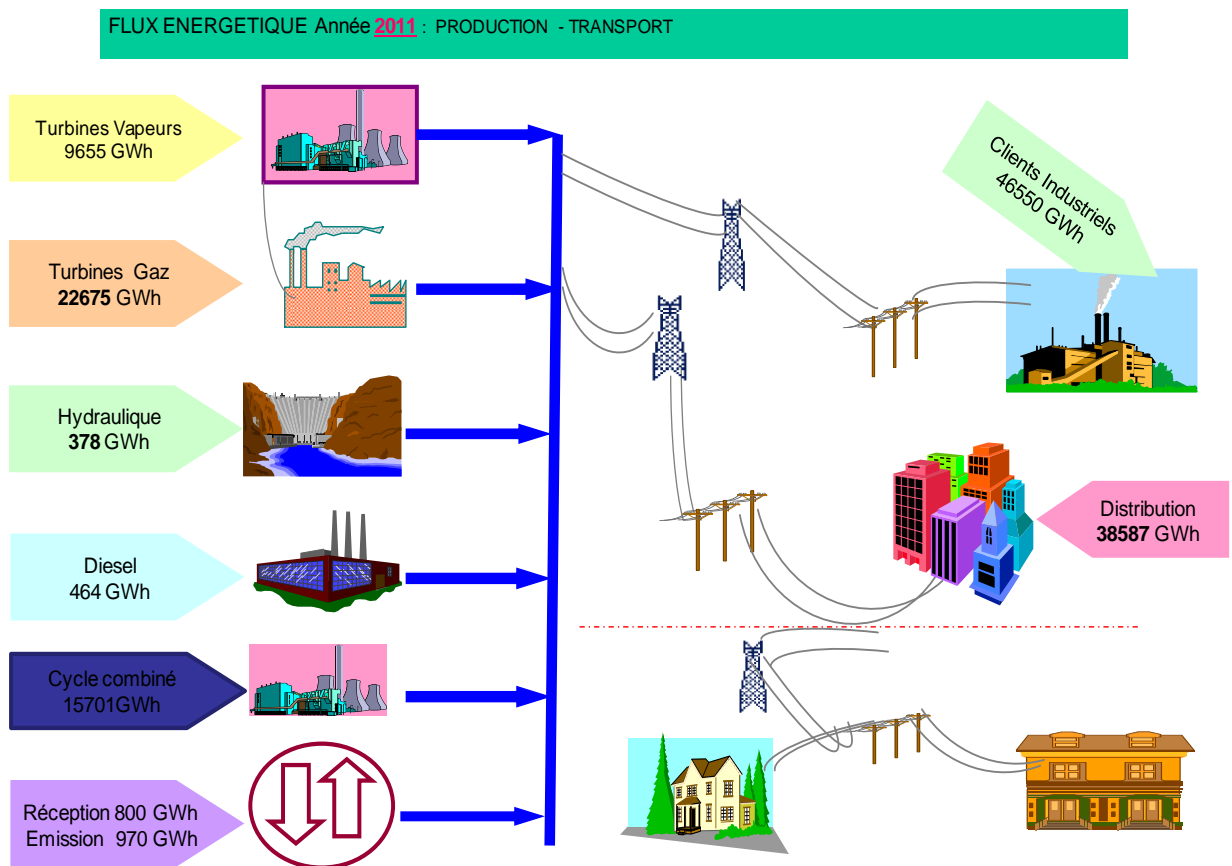 FLUX ENERGETIQUE Année 2011 : PRODUCTION - TRANSPORT
Turbines Vapeurs
9655 GWh
Turbines Gaz
22675 GWh
Hydraulique
378 GWh
Diesel
464 GWh
Cycle combiné
15701GWh
Réception 800 GWh
Emission 970 GWh
Clients Industriels
46550 GWh
Distribution
38587 GWh